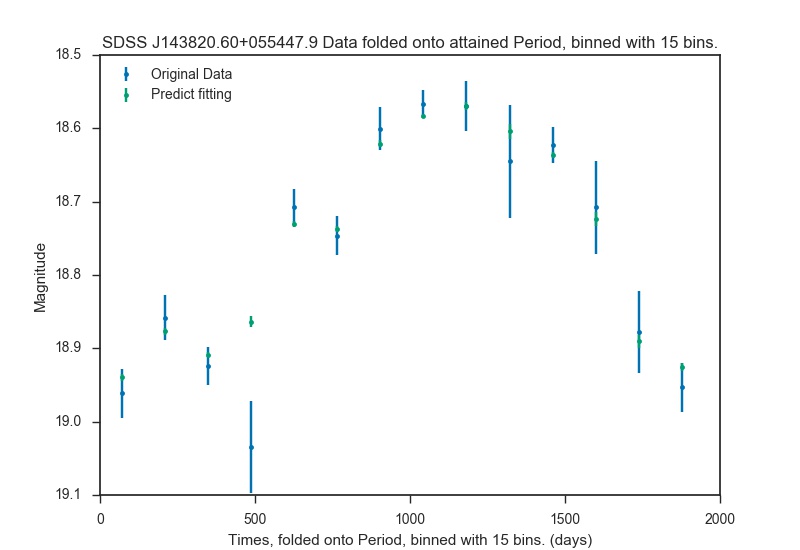 SDSS J143820.60+055447.9 Data folded onto attained Period, binned with 15 bins.
18.5
Original Data
Predict fitting
18.6
18.7
18.8
Magnitude
18.9
19.0
19.1
0 500 1000 1500 2000
Times, folded onto Period, binned with 15 bins. (days)